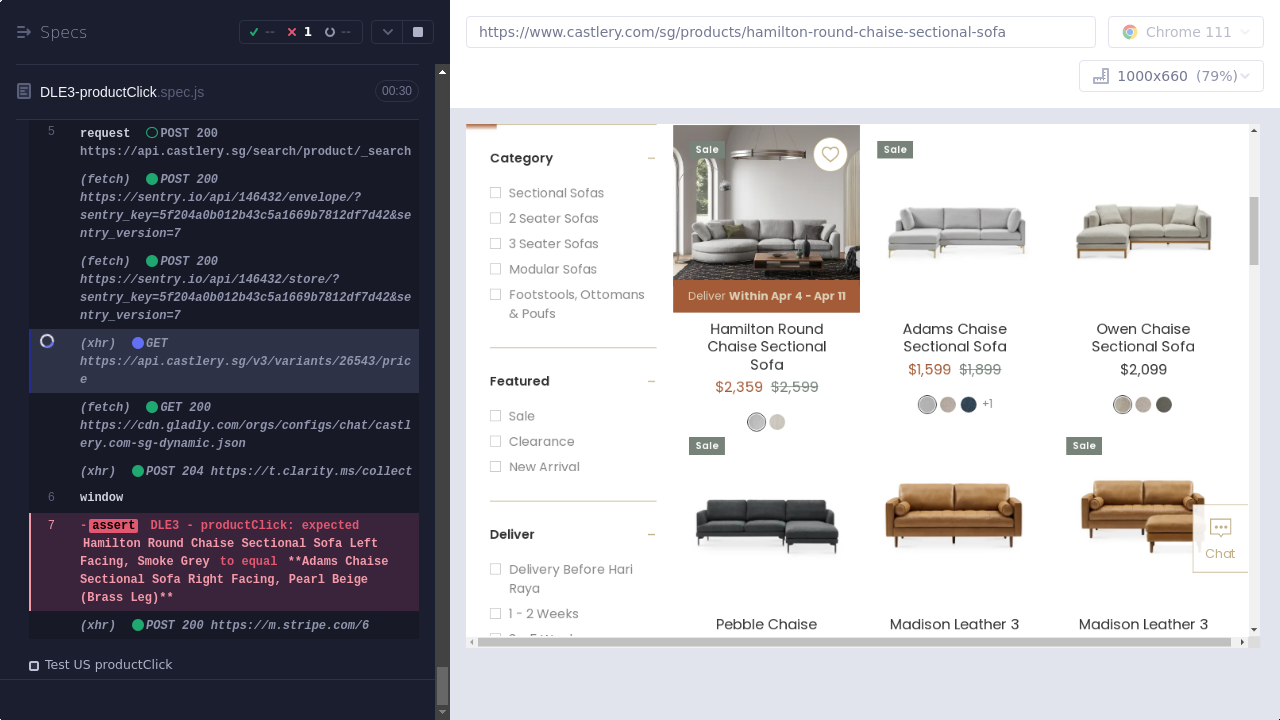 Specs
--
1
--
DLE3-productClick.spec.js
00:30
5
request POST 200
https://api.castlery.sg/search/product/_search
(fetch) POST 200
https://sentry.io/api/146432/envelope/?
sentry_key=5f204a0b012b43c5a1669b7812df7d42&se
ntry_version=7
(fetch) POST 200
https://sentry.io/api/146432/store/?
sentry_key=5f204a0b012b43c5a1669b7812df7d42&se
ntry_version=7
(xhr) GET
https://api.castlery.sg/v3/variants/26543/pric
e
(fetch) GET 200
https://cdn.gladly.com/orgs/configs/chat/castl
ery.com-sg-dynamic.json
(xhr) POST 204 https://t.clarity.ms/collect
6
window
7
-assert DLE3 - productClick: expected
Hamilton Round Chaise Sectional Sofa Left
Facing, Smoke Grey to equal **Adams Chaise
Sectional Sofa Right Facing, Pearl Beige
(Brass Leg)**
(xhr) POST 200 https://m.stripe.com/6
Test US productClick
https://www.castlery.com/sg/products/hamilton-round-chaise-sectional-sofa
Chrome 111
1000x660 (79%)
Category
Sectional Sofas
2 Seater Sofas
3 Seater Sofas
Modular Sofas
Footstools, Ottomans
& Poufs
Featured
Sale
Clearance
New Arrival
Deliver
Delivery Before Hari
Raya
1 - 2 Weeks
Sale
Deliver Within Apr 4 - Apr 11
Hamilton Round
Chaise Sectional
Sofa
$2,359 $2,599
Sale
Adams Chaise
Sectional Sofa
$1,599 $1,899
+1
Owen Chaise
Sectional Sofa
$2,099
Sale
Pebble Chaise
Madison Leather 3
Sale
Madison Leather 3
Chat